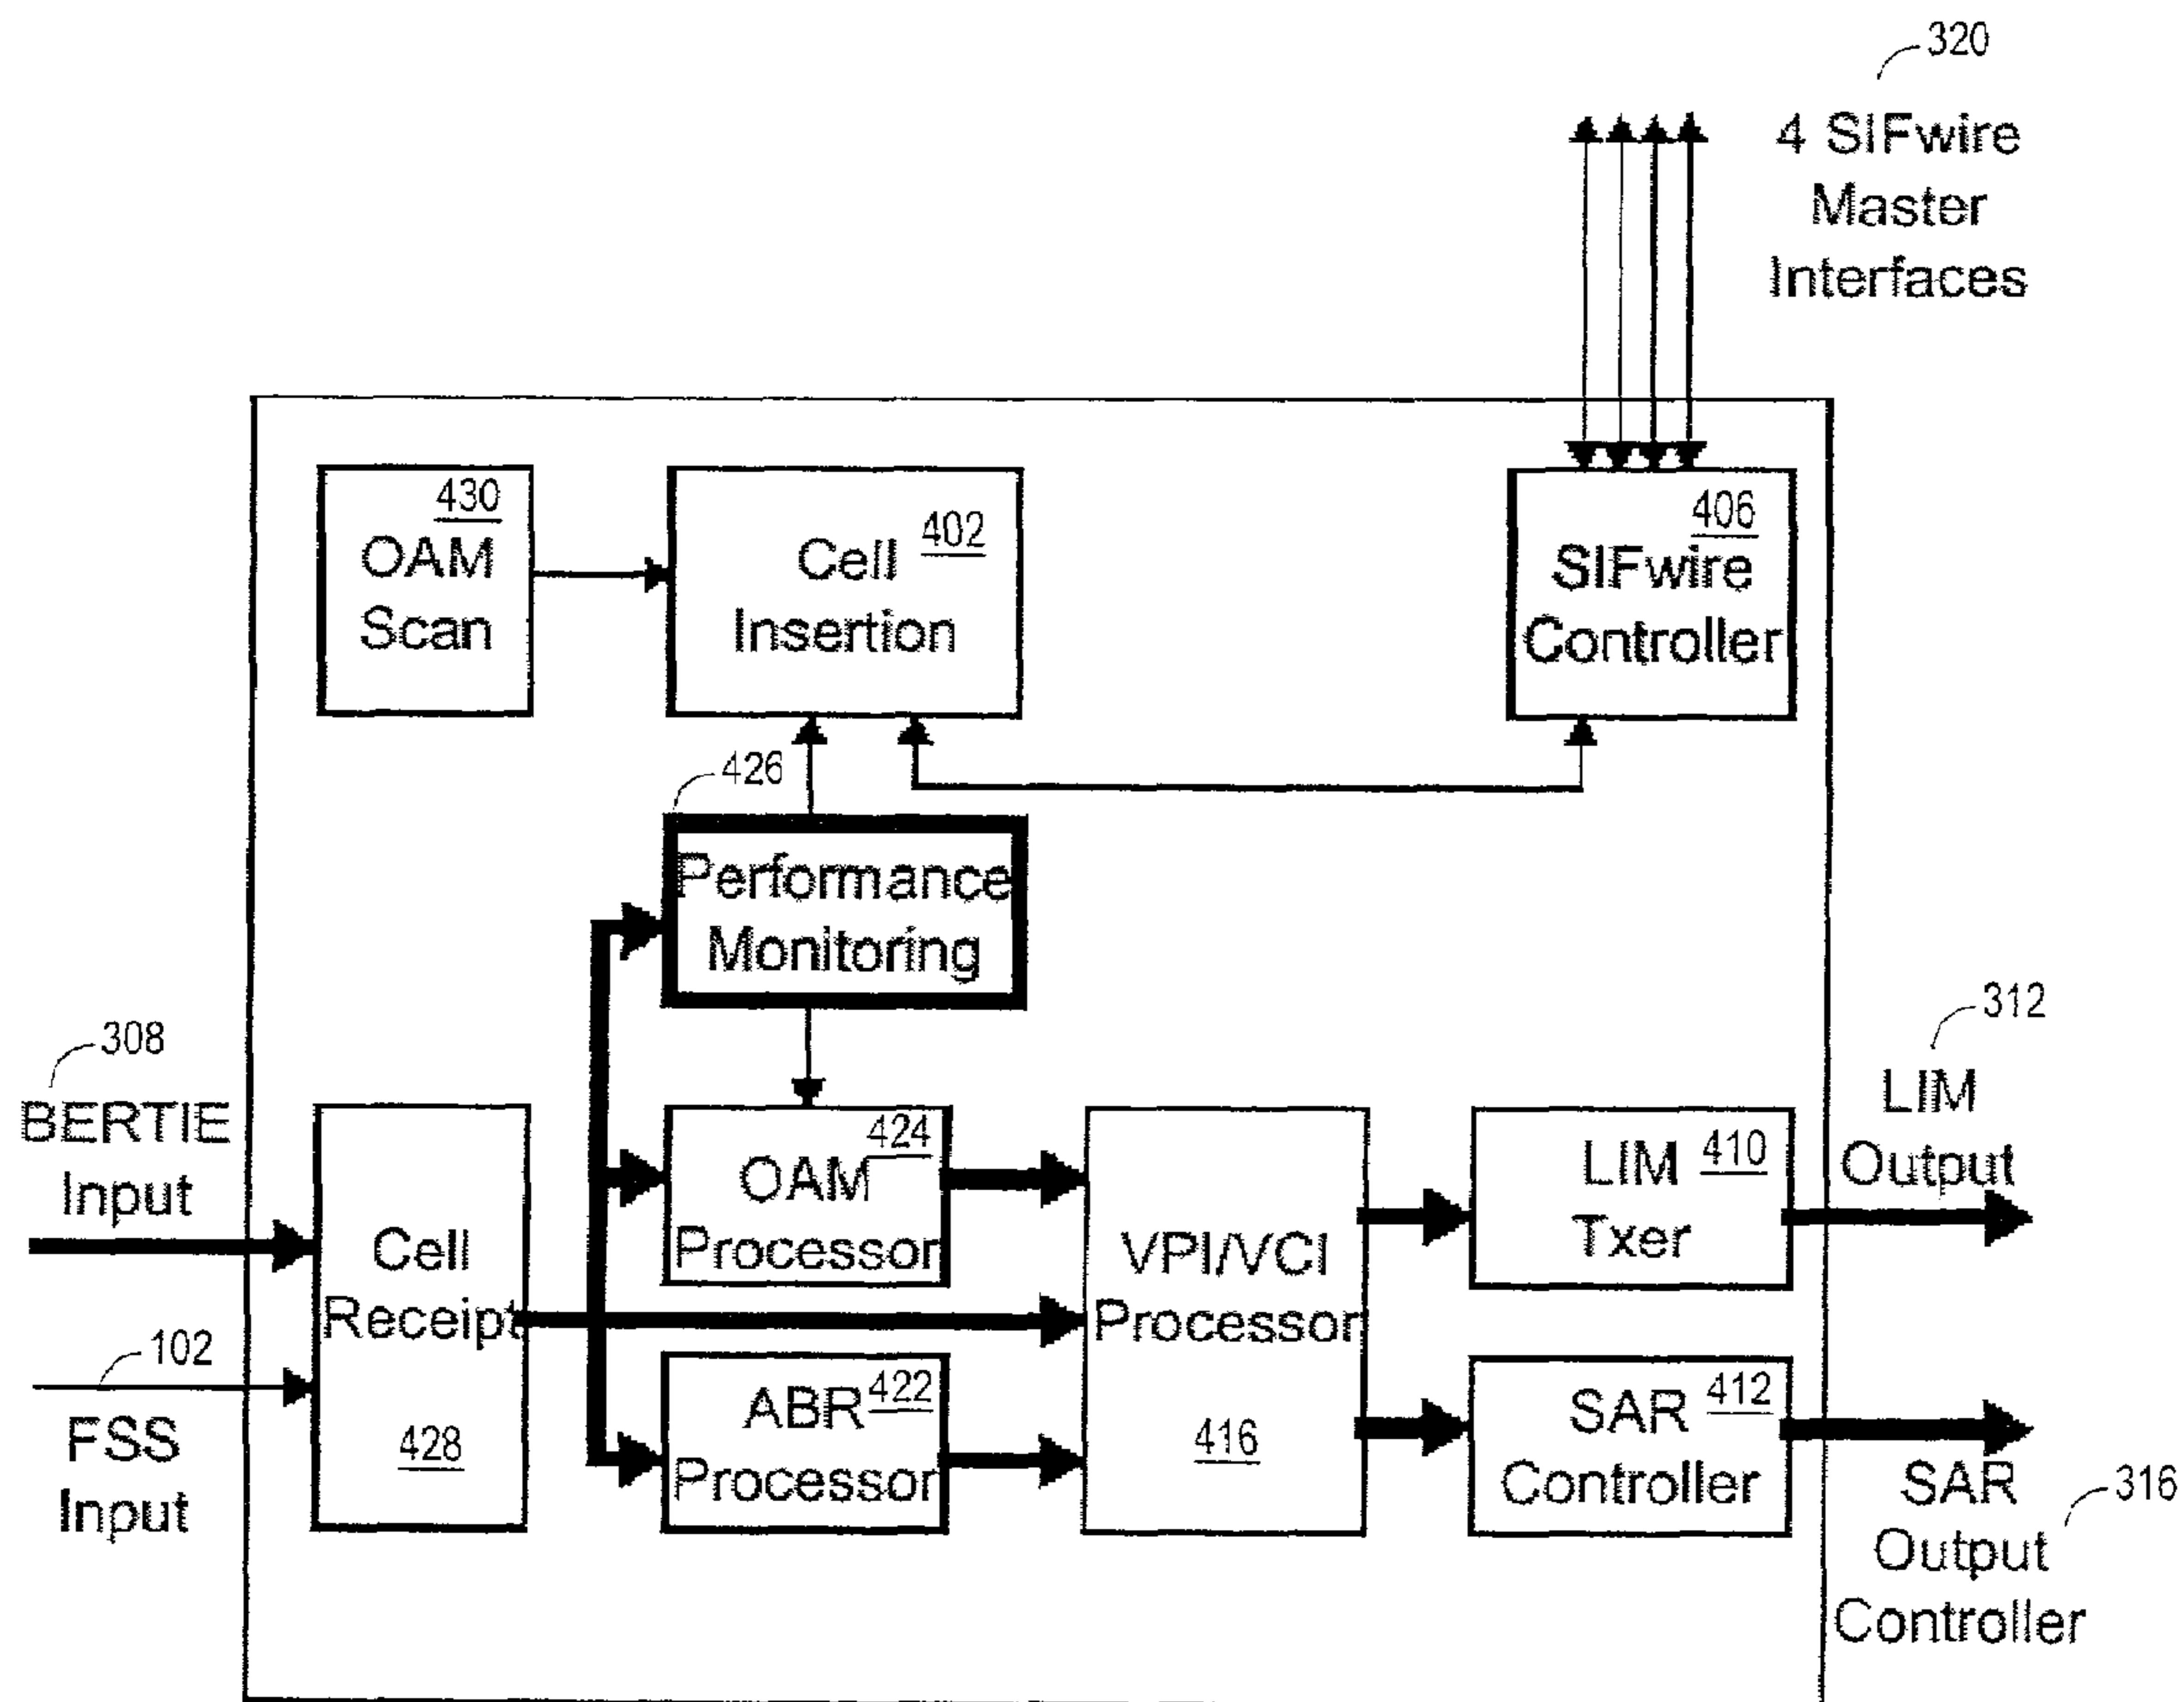 320
4 SIFwire
Master
Interfaces
430
OAM
Scan
402
Cell
Insertion
406
SIFwire
Controller
426
Performance
Monitoring
308
BERTIE
Input
102
FSS
Input
Cell
Receipt
428
424
OAM
Processor
ABR 422
Processor
VPI/VCI
Processor
416
LIM 410
Txer
SAR 412
Controller
312
LIM
Output
SAR
Output
Controller
316